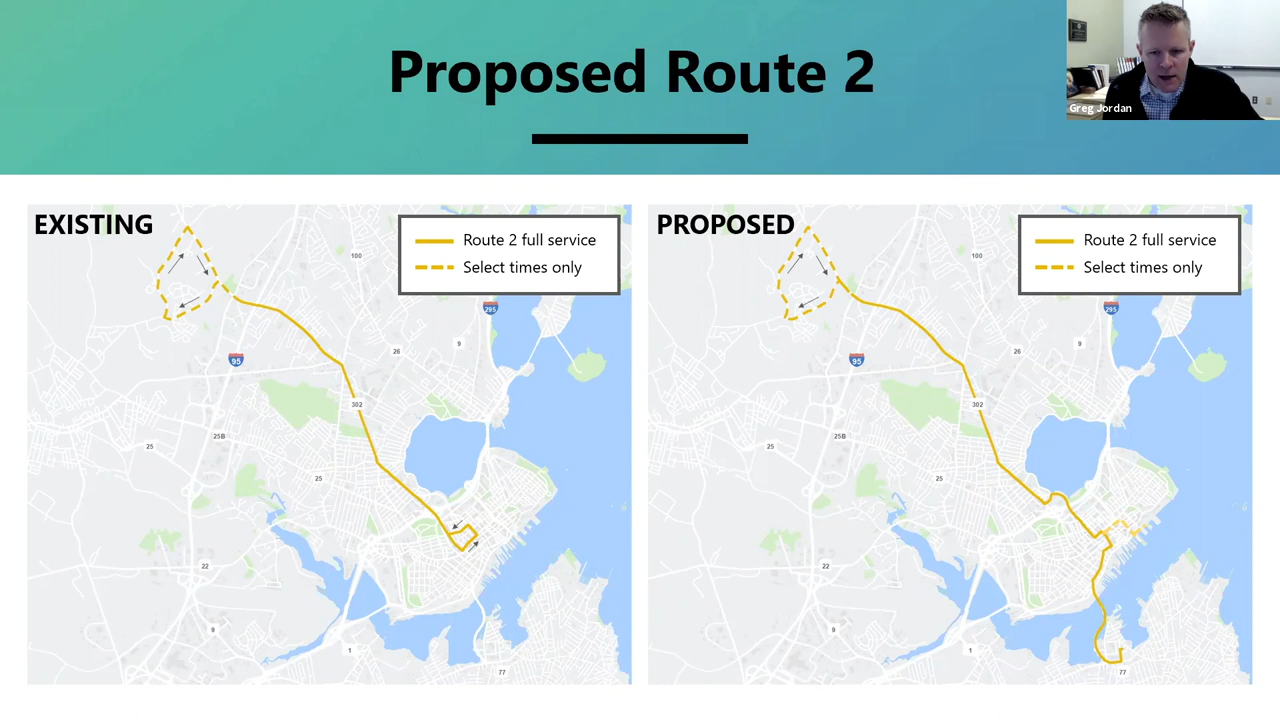 Proposed Route 2
Greg Jordan
EXISTING
Route 2 full service
Select times only
100
295
9
26
95
302
25B
25
25
22
9
1
77
PROPOSED
Route 2 full service
Select times only
100
295
9
26
95
302
25B
25
25
22
9
1
77